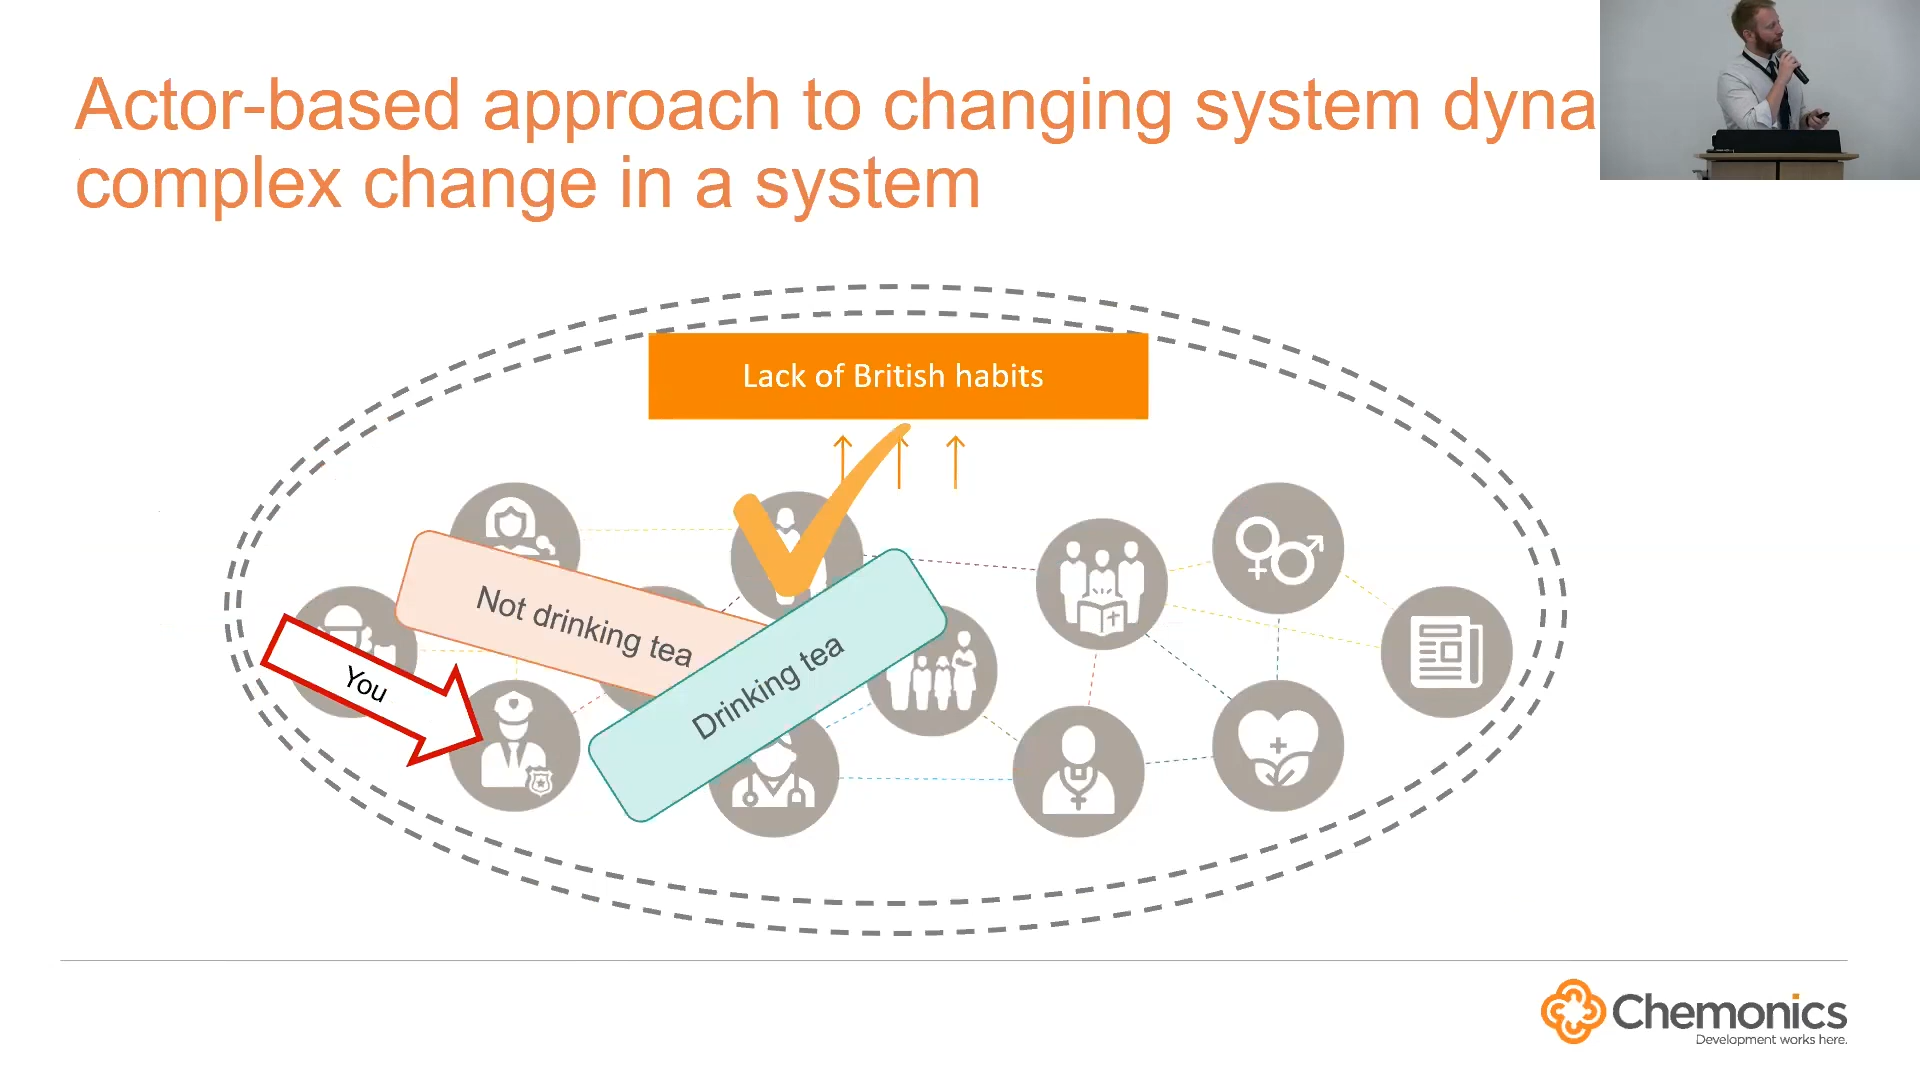 Actor-based approach to changing system dyna
complex change in a system
Lack of British habits
Not drinking tea
Drinking tea
You
Chemonics
Development works here.